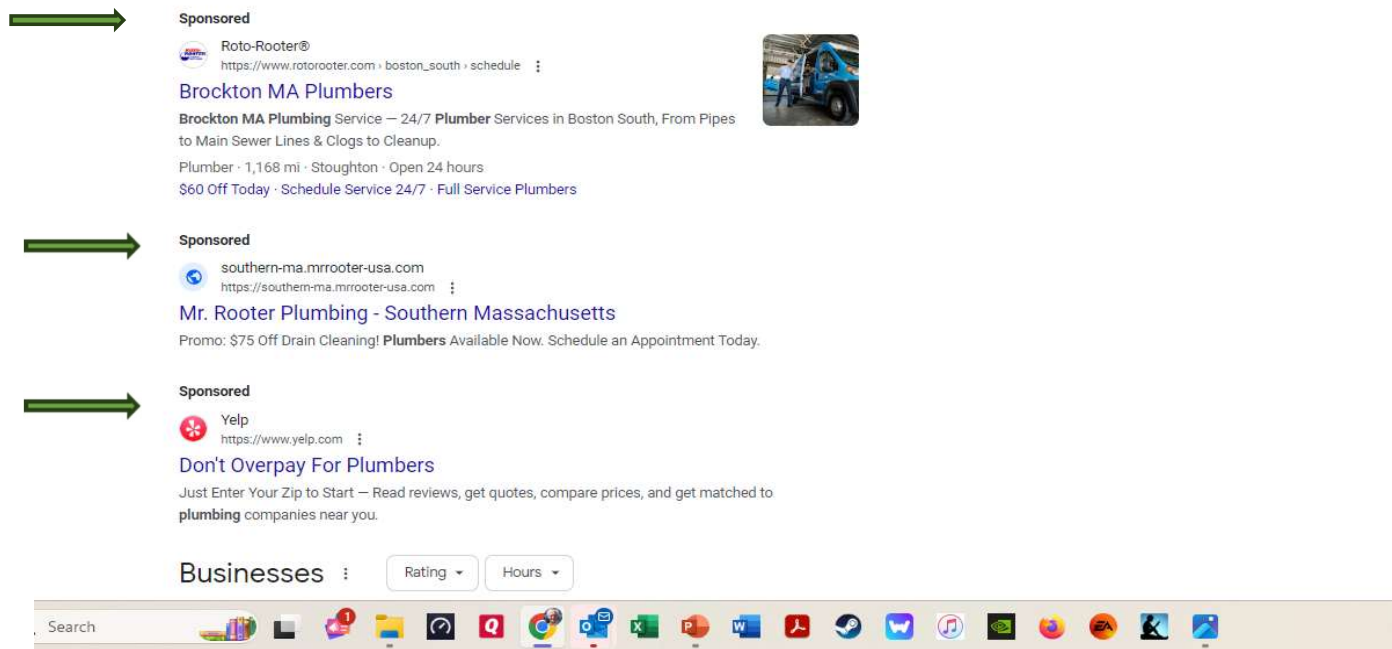 Sponsored
Roto-Rooter®
https://www.rotorooter.com › boston_south › schedule
Brockton MA Plumbers
Brockton MA Plumbing Service — 24/7 Plumber Services in Boston South, From Pipes
to Main Sewer Lines & Clogs to Cleanup.
Plumber · 1,168 mi · Stoughton · Open 24 hours
$60 Off Today · Schedule Service 24/7 · Full Service Plumbers
Sponsored
southern-ma.mrrooter-usa.com
https://southern-ma.mrrooter-usa.com
Mr. Rooter Plumbing - Southern Massachusetts
Promo: $75 Off Drain Cleaning! Plumbers Available Now. Schedule an Appointment Today.
Sponsored
Yelp
https://www.yelp.com
Don't Overpay For Plumbers
Just Enter Your Zip to Start — Read reviews, get quotes, compare prices, and get matched to
plumbing companies near you.
Businesses Rating Hours
Search 1